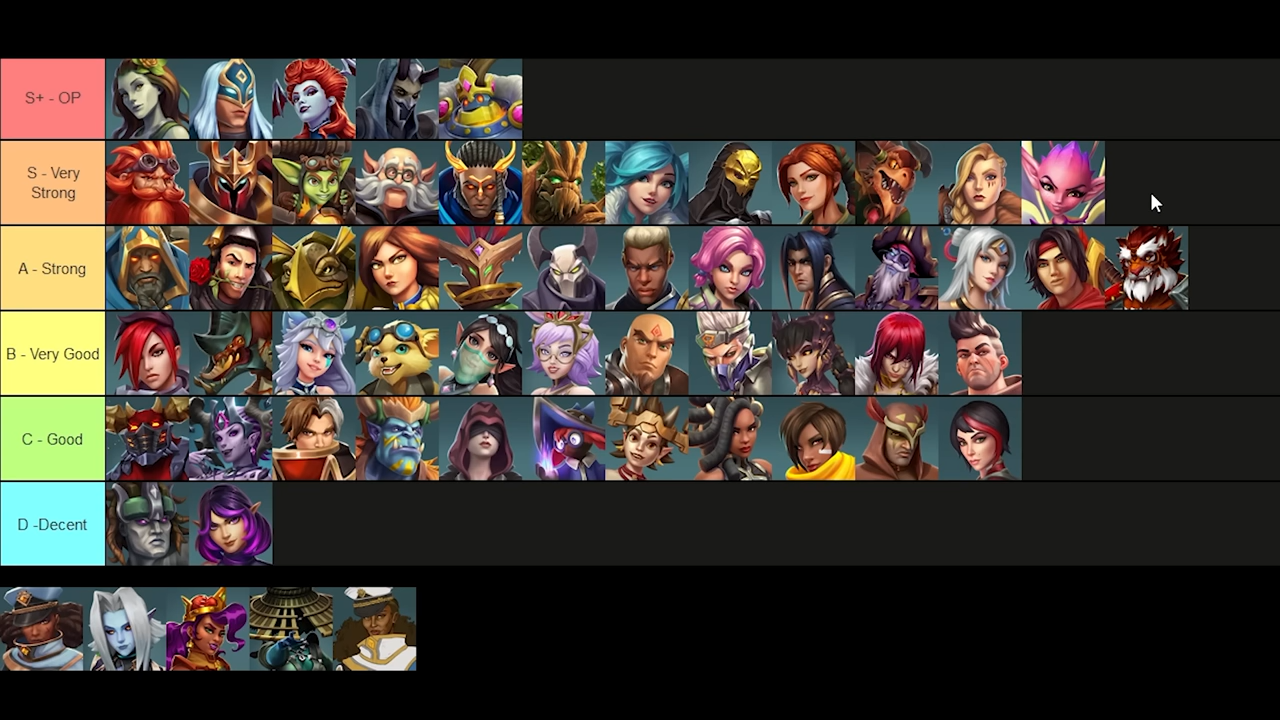 S+ - OP
S - Very
Strong
A - Strong
B - Very Good
C - Good
D -Decent